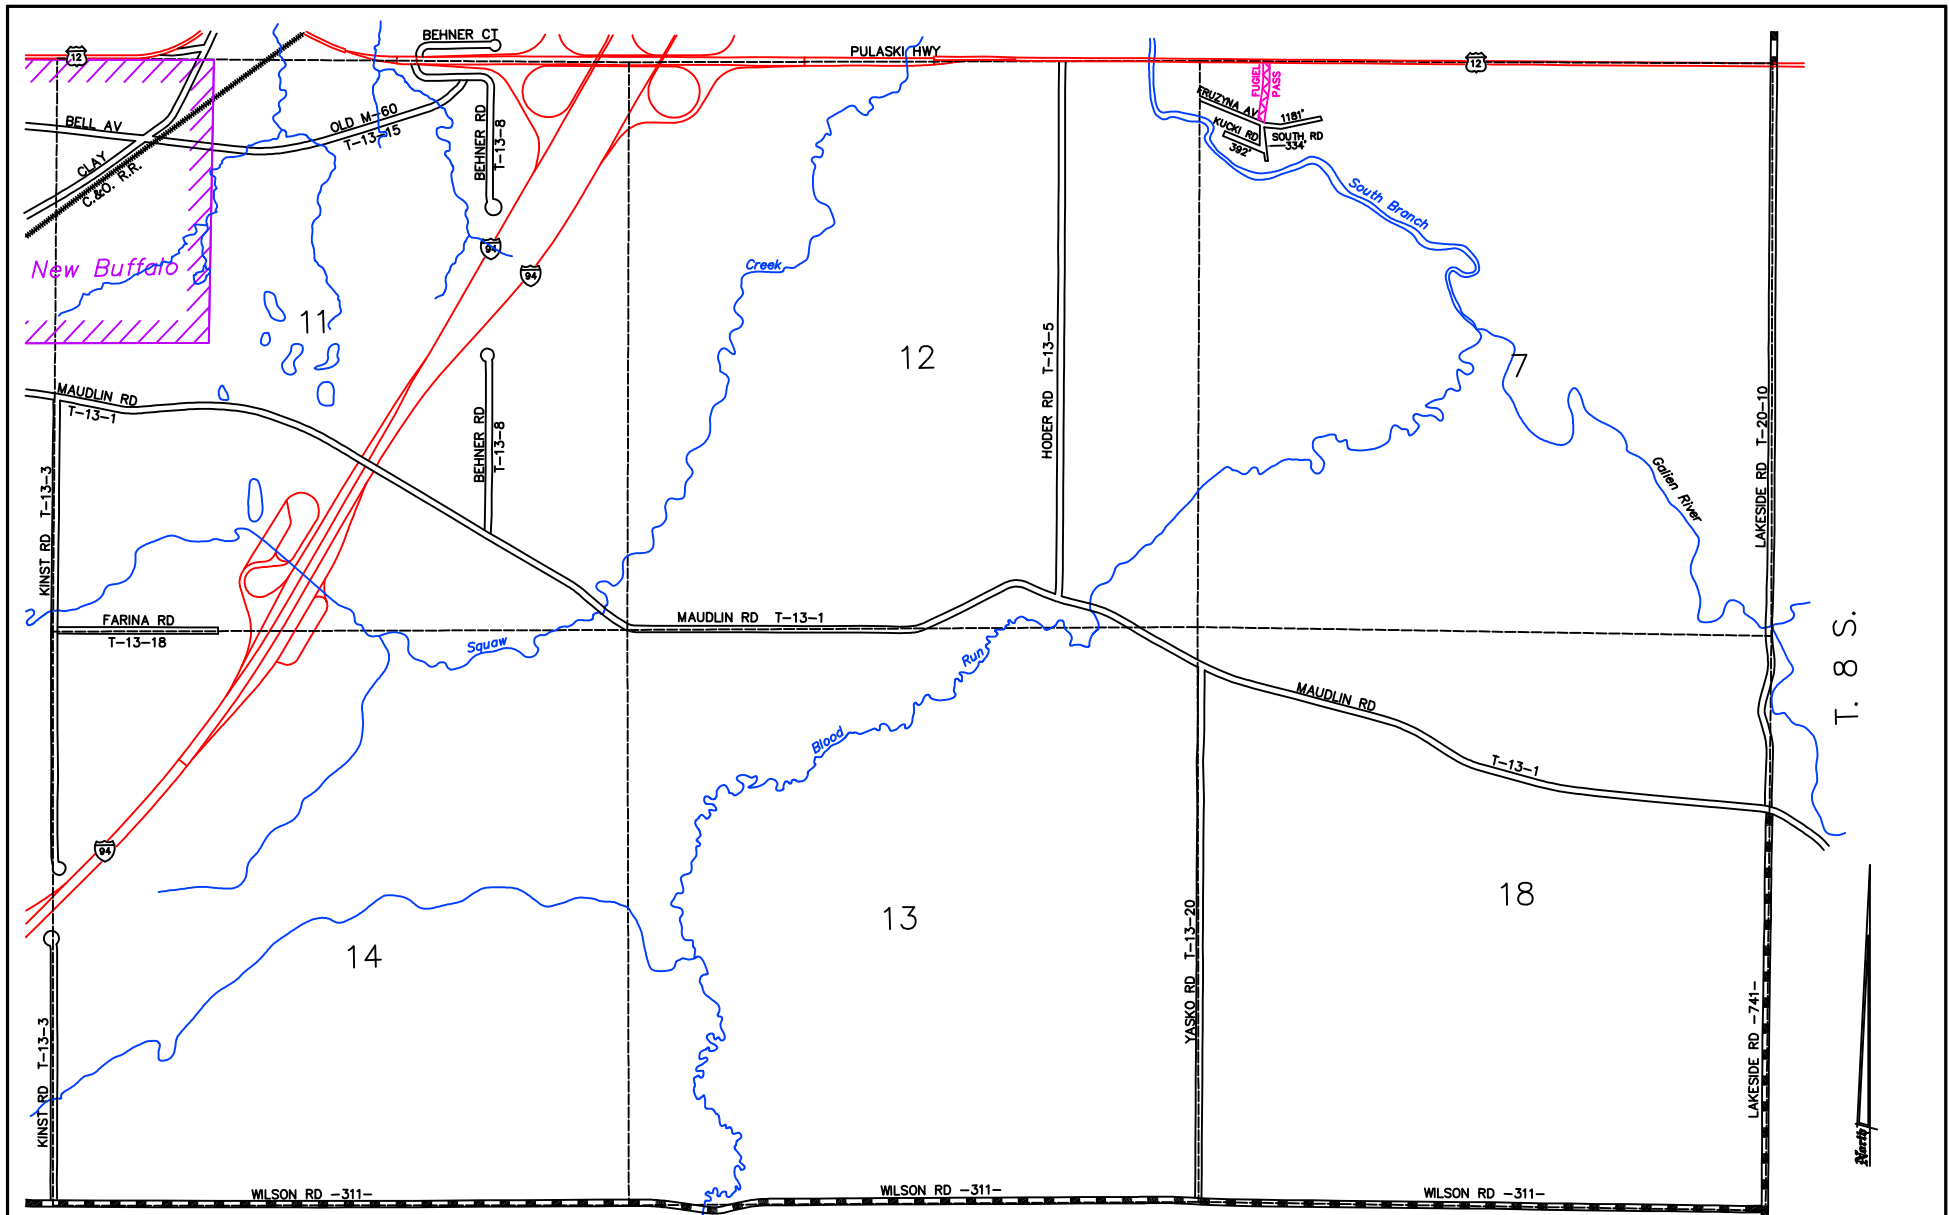 BEHNER CT
PULASKI HWY
12
12
BELL AV
OLD M-60
T-13-15
CLAY
C.&O. R.R.
BEHNER RD
T-13-8
FUGIEL
PASS
FRUZYNA AV
1181'
KUCKI RD
SOUTH RD
334'
392'
South Branch
94
94
New Buffalo
Creek
11
12
7
HODER RD T-13-5
MAUDLIN RD
T-13-1
BEHNER RD
T-13-8
LAKESIDE RD T-20-10
Galien River
KINST RD T-13-3
FARINA RD
T-13-18
Squaw
MAUDLIN RD T-13-1
Run
T. 8 S.
MAUDLIN RD
T-13-1
Blood
94
14
13
18
YASKO RD T-13-20
KINST RD T-13-3
LAKESIDE RD -741-
North
WILSON RD -311-
WILSON RD -311-
WILSON RD -311-